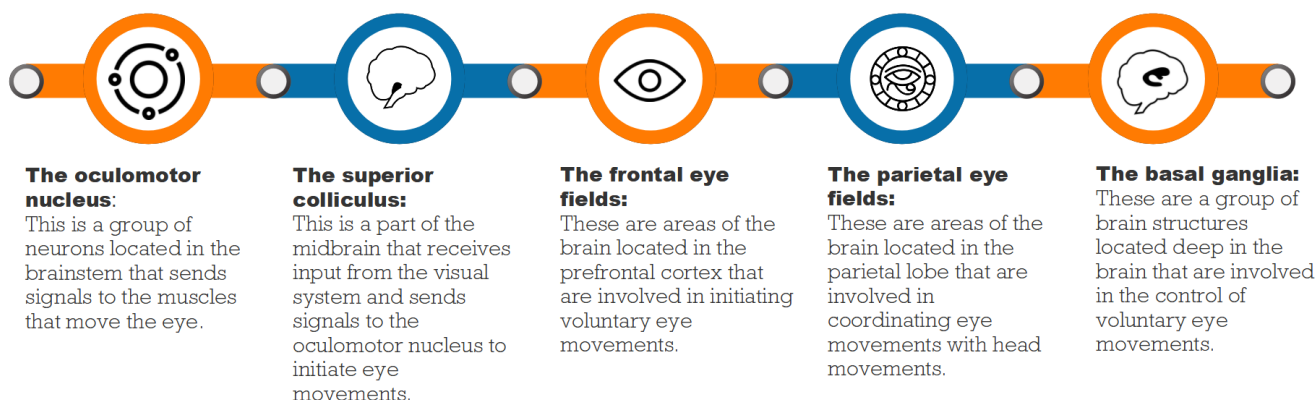 The oculomotor
nucleus:
This is a group of
neurons located in the
brainstem that sends
signals to the muscles
that move the eye.
The superior
colliculus:
This is a part of the
midbrain that receives
input from the visual
system and sends
signals to the
oculomotor nucleus to
initiate eye
movements.
The frontal eye
fields:
These are areas of the
brain located in the
prefrontal cortex that
are involved in initiating
voluntary eye
movements.
The parietal eye
fields:
These are areas of the
brain located in the
parietal lobe that are
involved in
coordinating eye
movements with head
movements.
The basal ganglia:
These are a group of
brain structures
located deep in the
brain that are involved
in the control of
voluntary eye
movements.